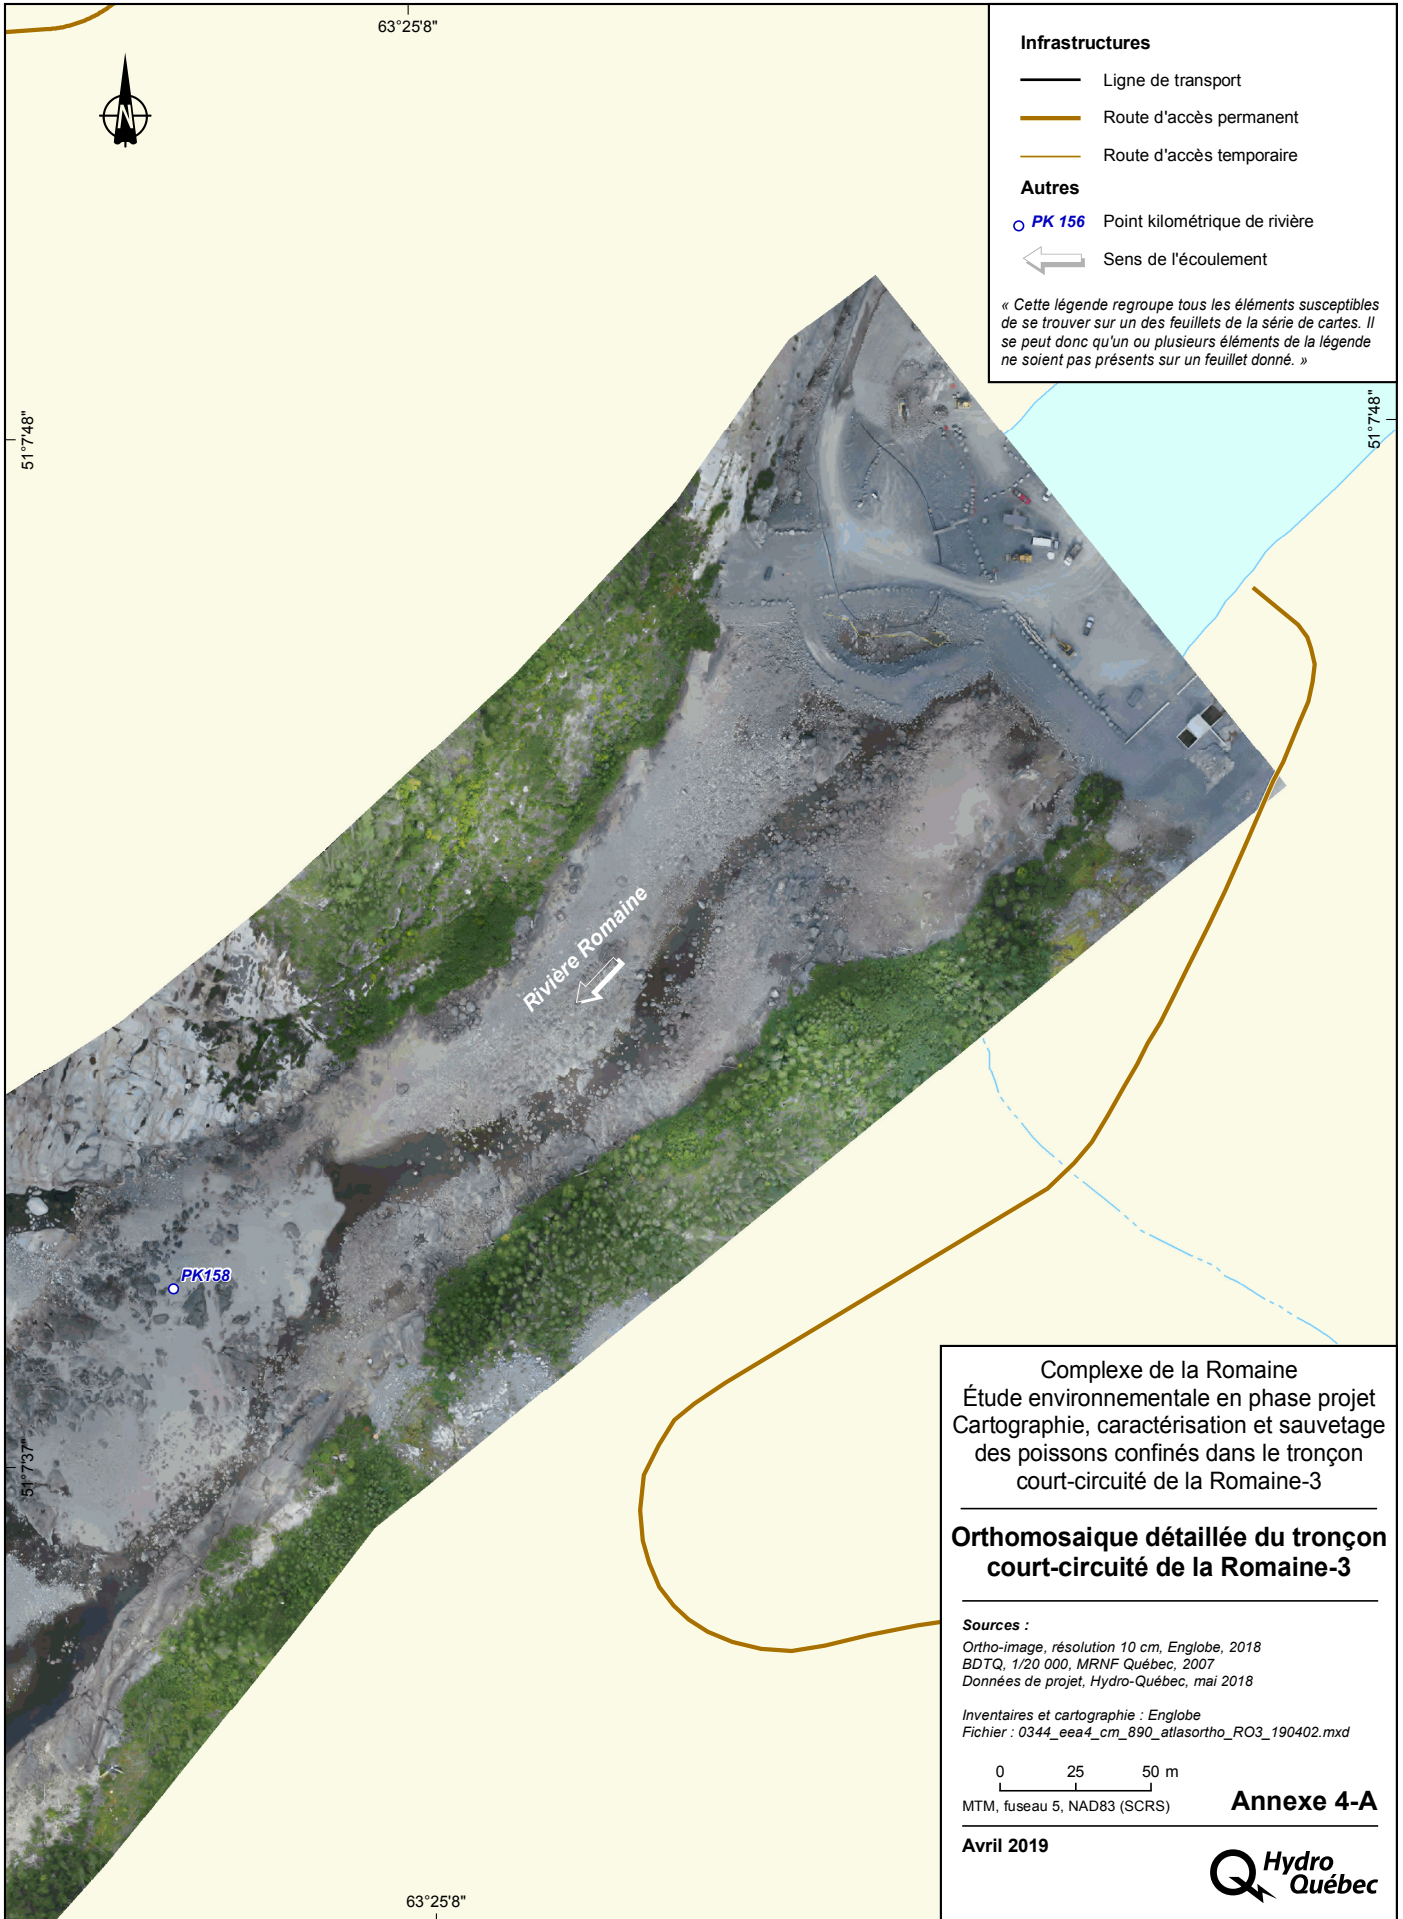 63°25'8"
N
Infrastructures
Ligne de transport
Route d'accès permanent
Route d'accès temporaire
Autres
PK 156 Point kilométrique de rivière
Sens de l'écoulement
« Cette légende regroupe tous les éléments susceptibles
de se trouver sur un des feuillets de la série de cartes. Il
se peut donc qu'un ou plusieurs éléments de la légende
ne soient pas présents sur un feuillet donné. »
51°7'48"
51°7'48"
Rivière Romaine
PK158
51°7'37"
Complexe de la Romaine
Étude environnementale en phase projet
Cartographie, caractérisation et sauvetage
des poissons confinés dans le tronçon
court-circuité de la Romaine-3
Orthomosaique détaillée du tronçon
court-circuité de la Romaine-3
Sources :
Ortho-image, résolution 10 cm, Englobe, 2018
BDTQ, 1/20 000, MRNF Québec, 2007
Données de projet, Hydro-Québec, mai 2018
Inventaires et cartographie : Englobe
Fichier : 0344_eea4_cm_890_atlasortho_RO3_190402.mxd
0 25 50 m
MTM, fuseau 5, NAD83 (SCRS)
Annexe 4-A
Avril 2019
Hydro
Québec
63°25'8"